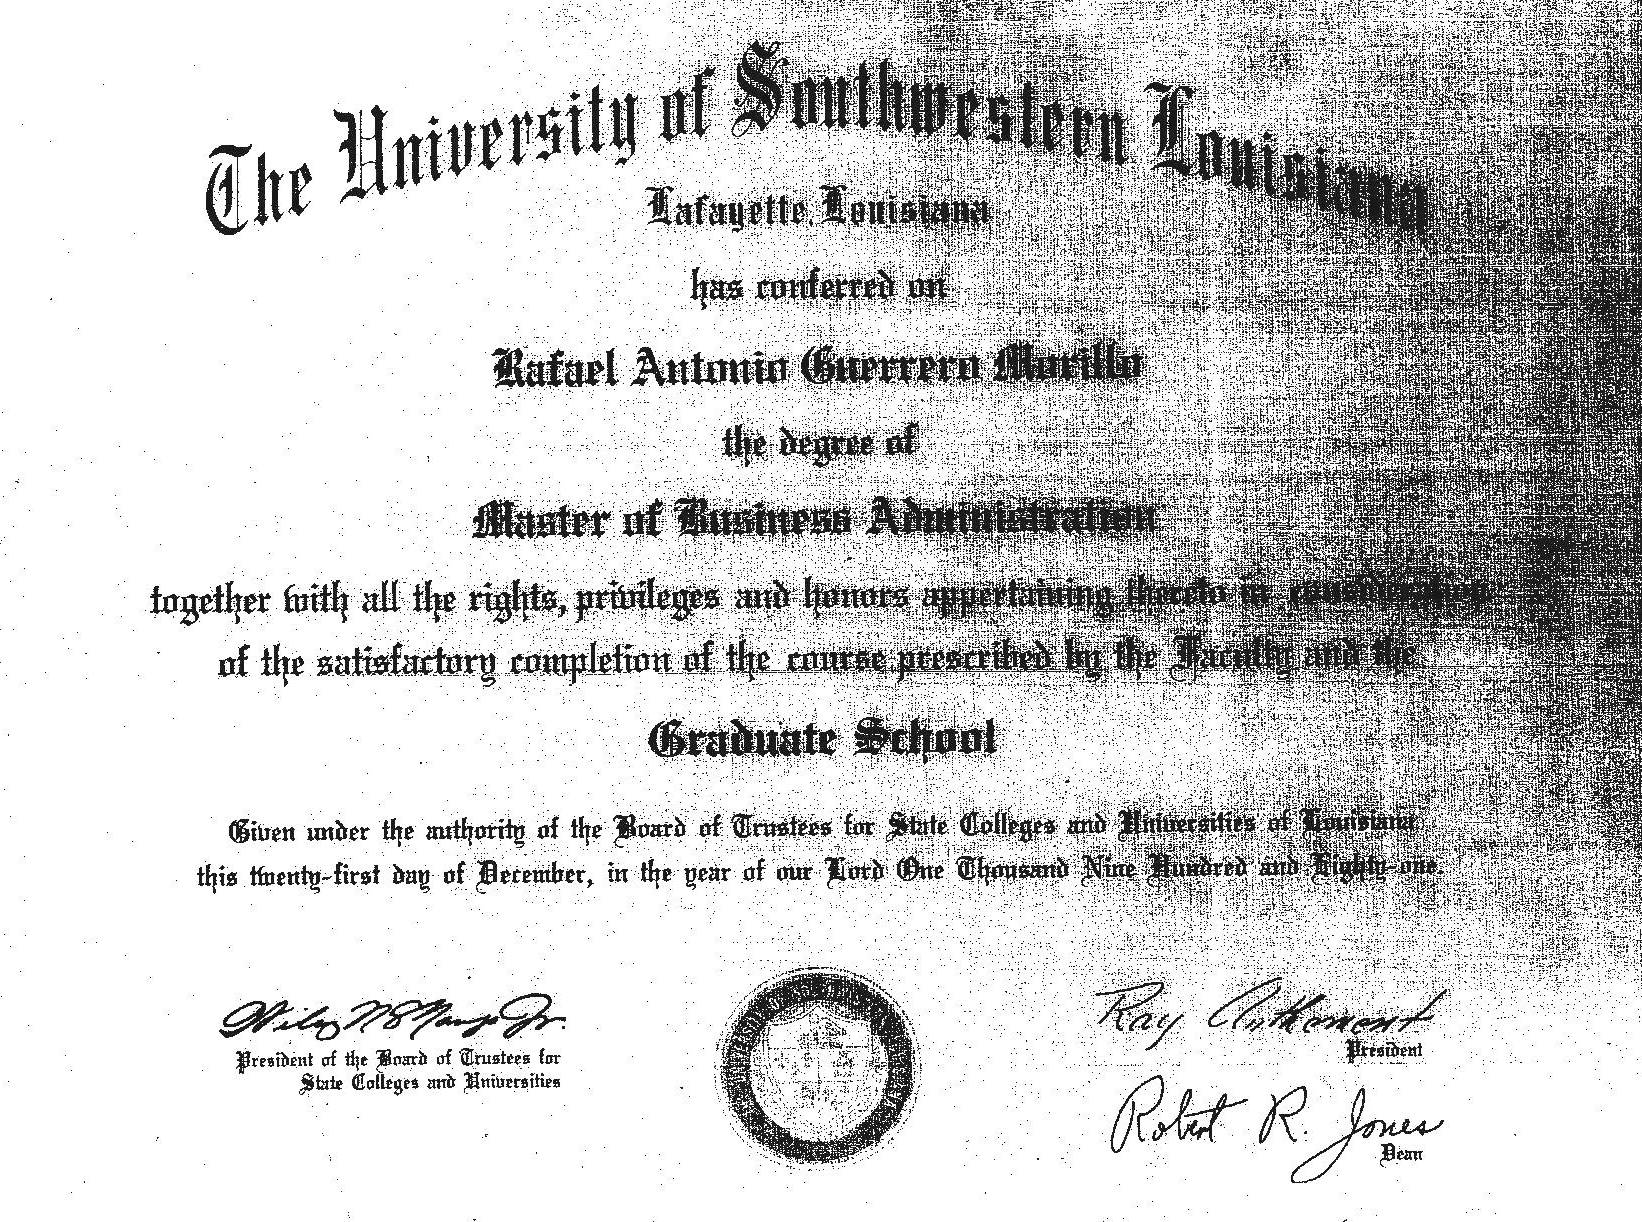 The University of Southwestern Louisiana
Lafayette, Louisiana
has conferred on
Rafael Antonio Guerrero Morillo
the degree of
Master of Business Administration
together with all the rights, privileges and honors appertaining thereto in consideration
of the satisfactory completion of the course prescribed by the Faculty and the
Graduate School
Given under the authority of the Board of Trustees for State Colleges and Universities of Louisiana
this twenty-first day of December, in the year of our Lord One Thousand Nine Hundred and Eighty-one.
President of the Board of Trustees for
State Colleges and Universities
Ray Authement
President
Robert R. Jones
Dean